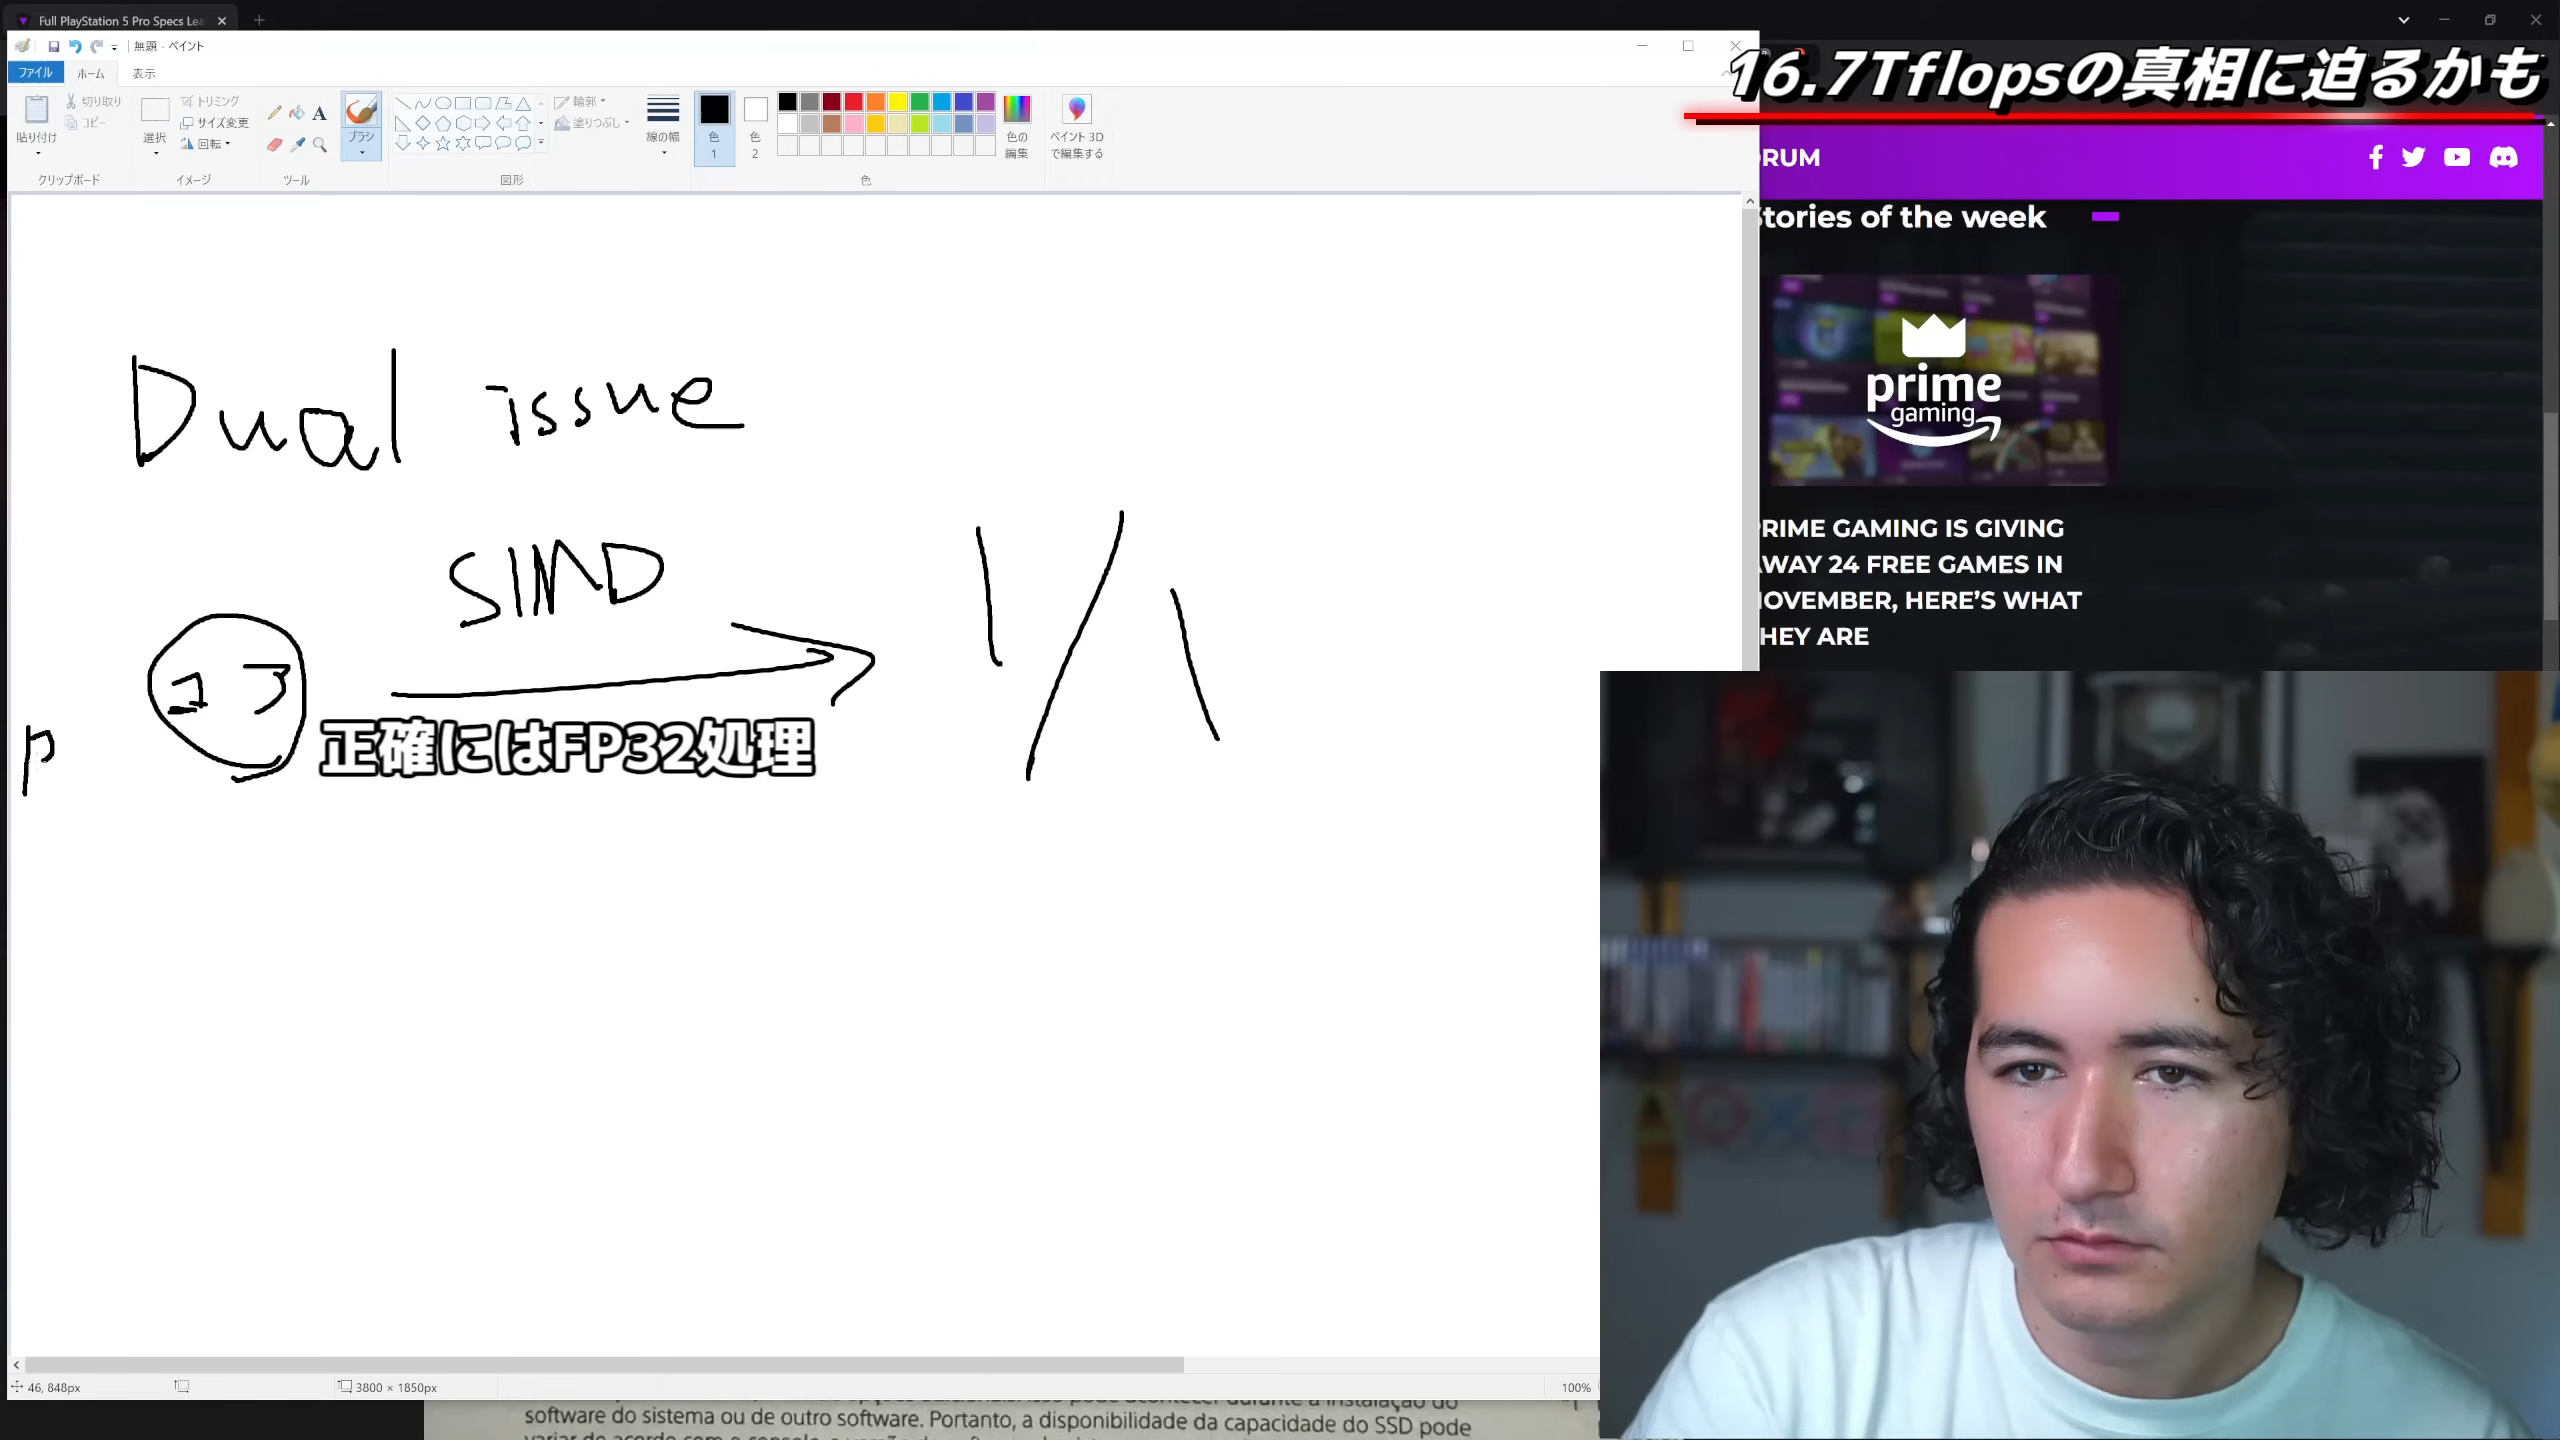 Full PlayStation 5 Pro Specs Lea
無題 - ペイント
ファイル
ホーム
表示
貼り付け
切り取り
コピー
クリップボード
選択
トリミング
サイズ変更
回転
イメージ
ツール
ブラシ
輪郭
塗りつぶし
図形
線の幅
色
1
色
2
色の
編集
ペイント 3D
で編集する
色
16.7Tflopsの真相に迫るかも
ORUM
Stories of the week
prime
gaming
PRIME GAMING IS GIVING
AWAY 24 FREE GAMES IN
NOVEMBER, HERE'S WHAT
THEY ARE
Dual issue
SIMD
23
p
正確にはFP32処理
46, 848px
3800 × 1850px
100%
software do sistema ou de outro software. Portanto, a disponibilidade da capacidade do SSD pode